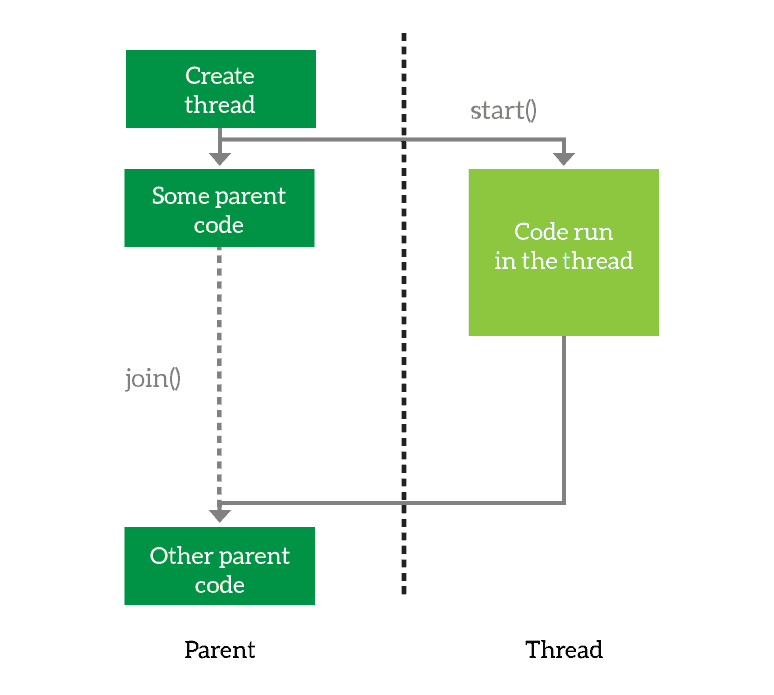 Create
thread
start()
Some parent
code
Code run
in the thread
join()
Other parent
code
Parent
Thread